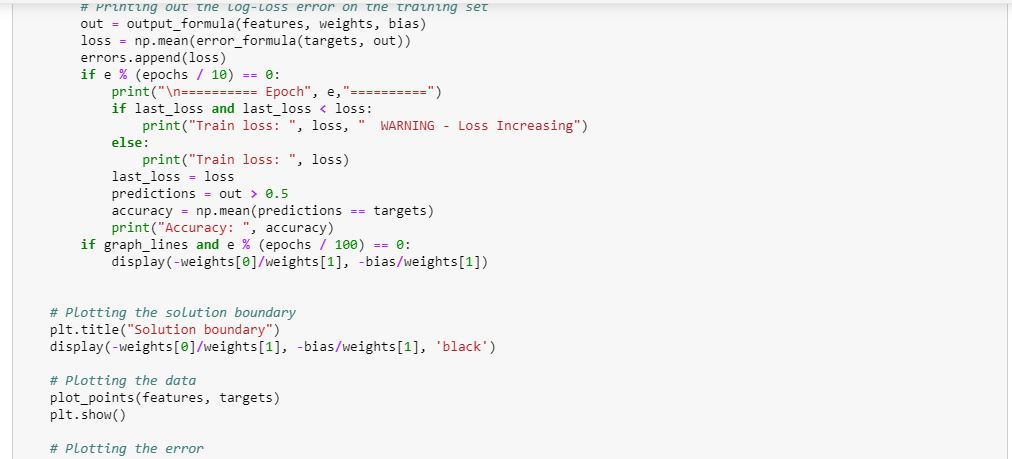 # Printing out the log-loss error on the training set
out = output_formula(features, weights, bias)
loss = np.mean(error_formula(targets, out))
errors.append(loss)
if e % (epochs / 10) == 0:
print("\n========== Epoch", e,"==========")
if last_loss and last_loss < loss:
print("Train loss: ", loss, "  WARNING - Loss Increasing")
else:
print("Train loss: ", loss)
last_loss = loss
predictions = out > 0.5
accuracy = np.mean(predictions == targets)
print("Accuracy: ", accuracy)
if graph_lines and e % (epochs / 100) == 0:
display(-weights[0]/weights[1], -bias/weights[1])
# Plotting the solution boundary
plt.title("Solution boundary")
display(-weights[0]/weights[1], -bias/weights[1], 'black')
# Plotting the data
plot_points(features, targets)
plt.show()
# Plotting the error